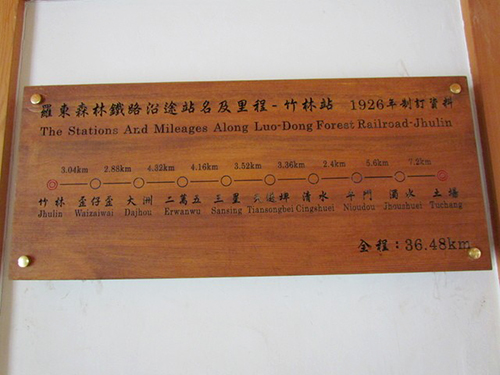 羅東森林鐵路沿途站名及里程-竹林站 1926年制訂資料
The Stations And Mileages Along Luo-Dong Forest Railroad-Jhulin
3.04km 2.88km 4.32km 4.16km 3.52km 3.36km 2.4km 5.6km 7.2km
竹林 歪仔歪 大洲 二萬五 三星 天送埤 清水 牛鬥 濁水 土場
Jhulin Waizaiwai Dajhou Erwanwu Sansing Tiansongbei Cingshuei Nioudou Jhoushuei Tuchang
全程:36.48km